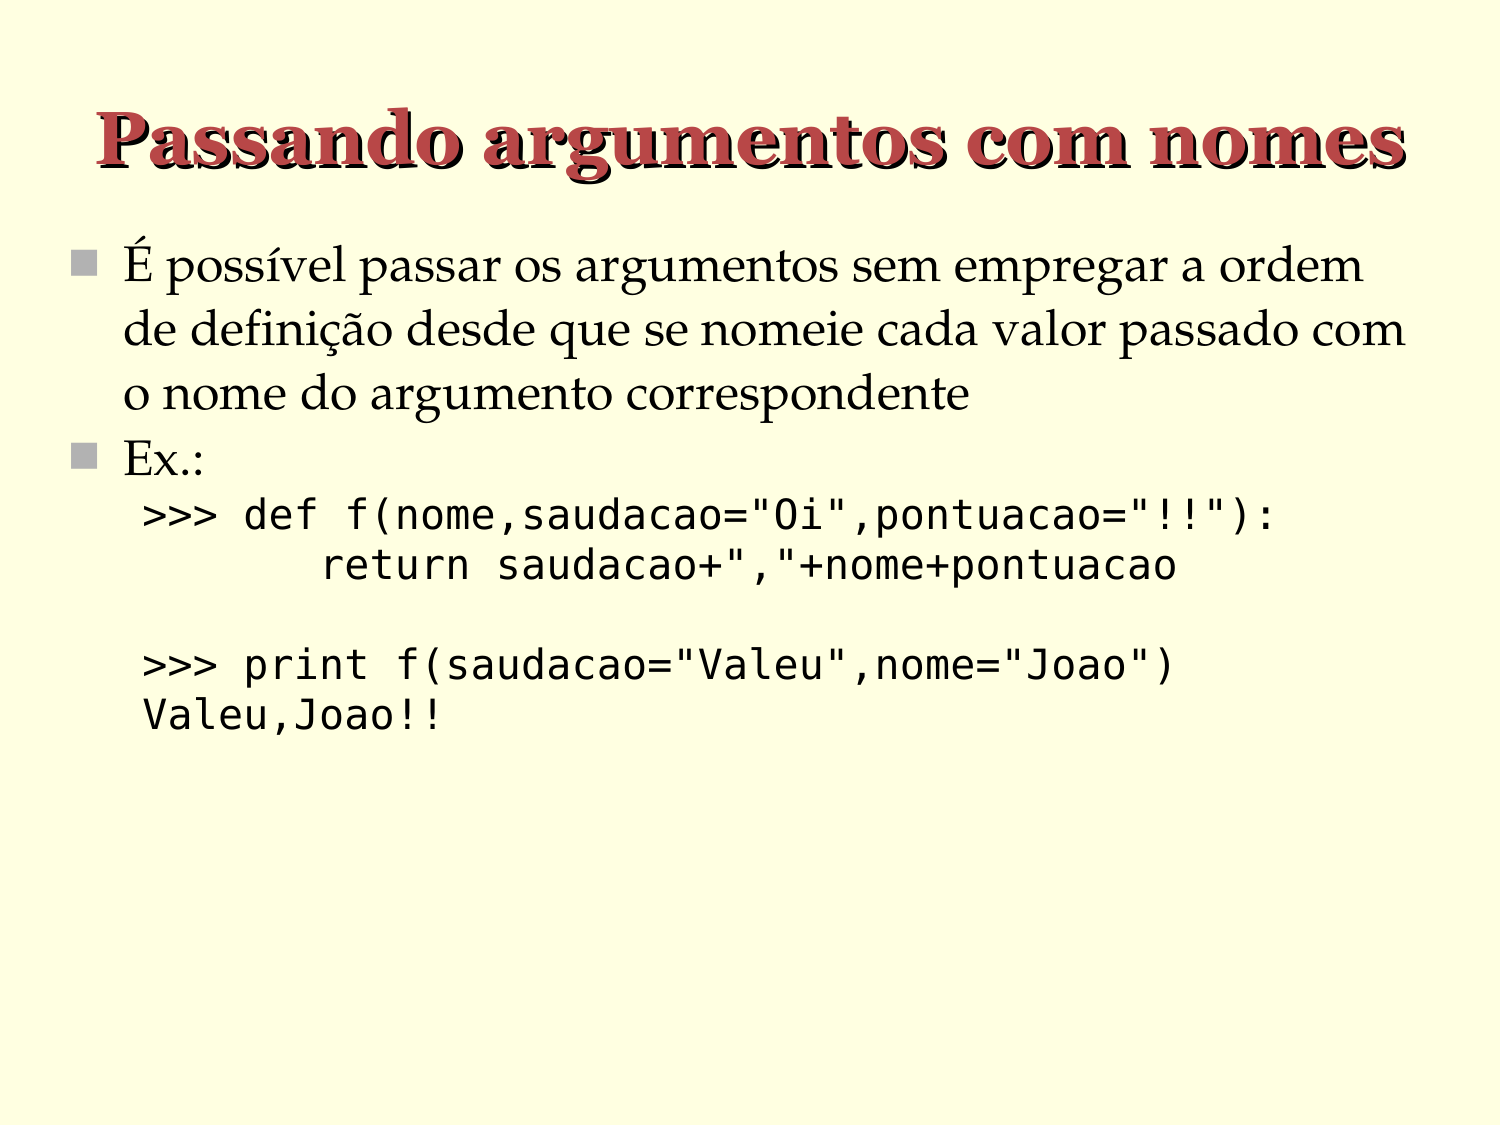 Passando argumentos com nomes
É possível passar os argumentos sem empregar a ordem
de definição desde que se nomeie cada valor passado com
o nome do argumento correspondente
Ex.:
>>> def f(nome,saudacao="Oi",pontuacao="!!"):
return saudacao+","+nome+pontuacao
>>> print f(saudacao="Valeu",nome="Joao")
Valeu,Joao!!